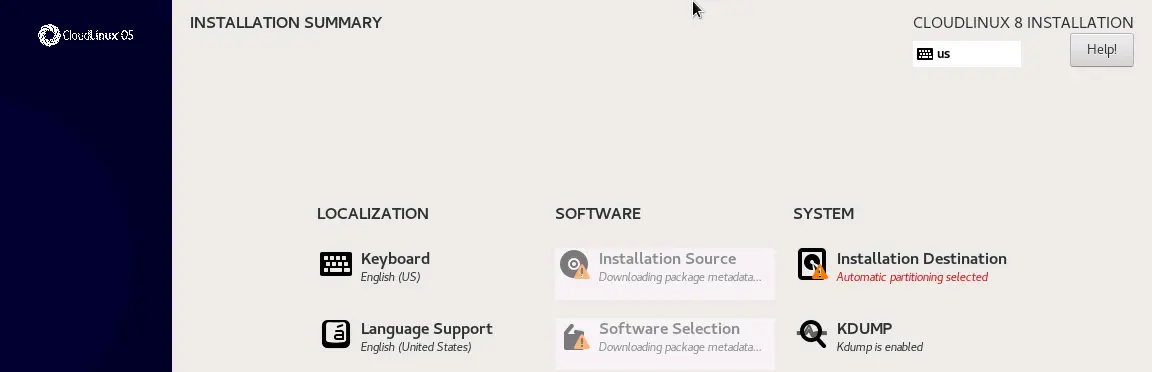 CloudLinux OS
INSTALLATION SUMMARY
CLOUDLINUX 8 INSTALLATION
us
Help!
LOCALIZATION
Keyboard
English (US)
Language Support
English (United States)
SOFTWARE
Installation Source
Downloading package metadata...
Software Selection
Downloading package metadata...
SYSTEM
Installation Destination
Automatic partitioning selected
KDUMP
Kdump is enabled